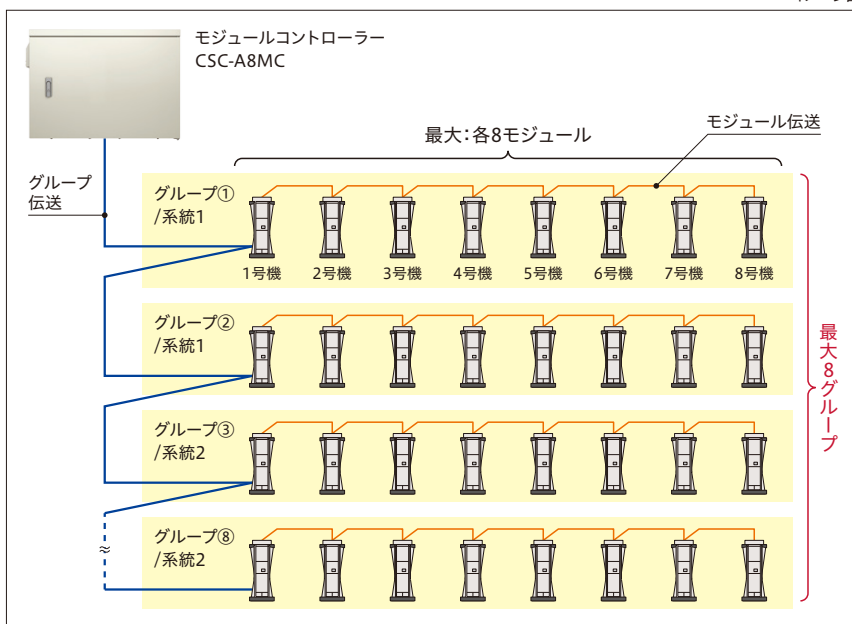 モジュールコントローラー
CSC-A8MC
最大：各8モジュール
モジュール伝送
グループ
伝送
グループ①
/系統1
1号機 2号機 3号機 4号機 5号機 6号機 7号機 8号機
グループ②
/系統1
グループ③
/系統2
グループ⑧
/系統2
最大8グループ